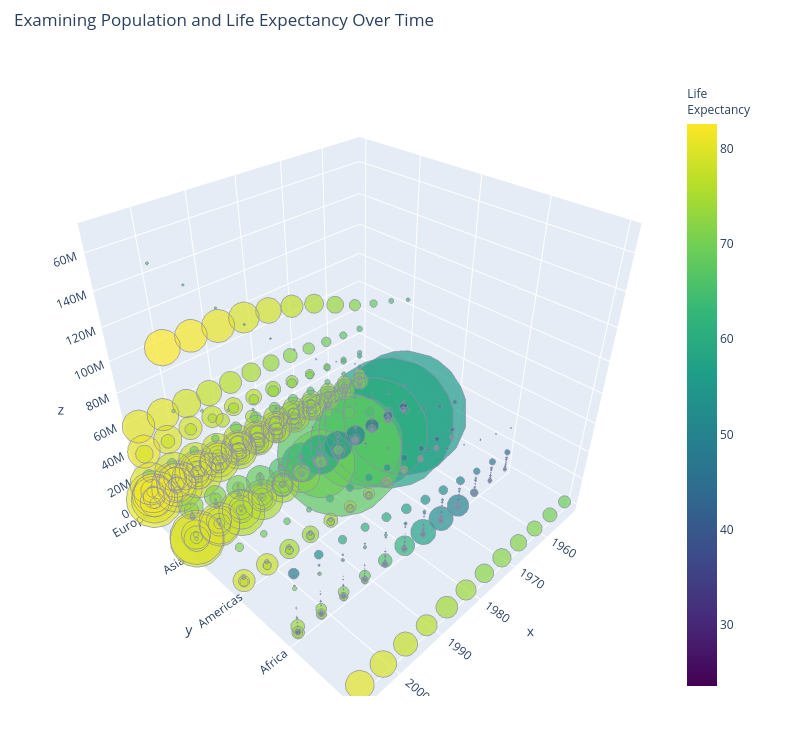 Examining Population and Life Expectancy Over Time
Life
Expectancy
80
70
60
50
40
30
60M
140M
120M
100M
80M
60M
40M
20M
0
z
Asia
Americas
Africa
y
1960
1970
1980
1990
x